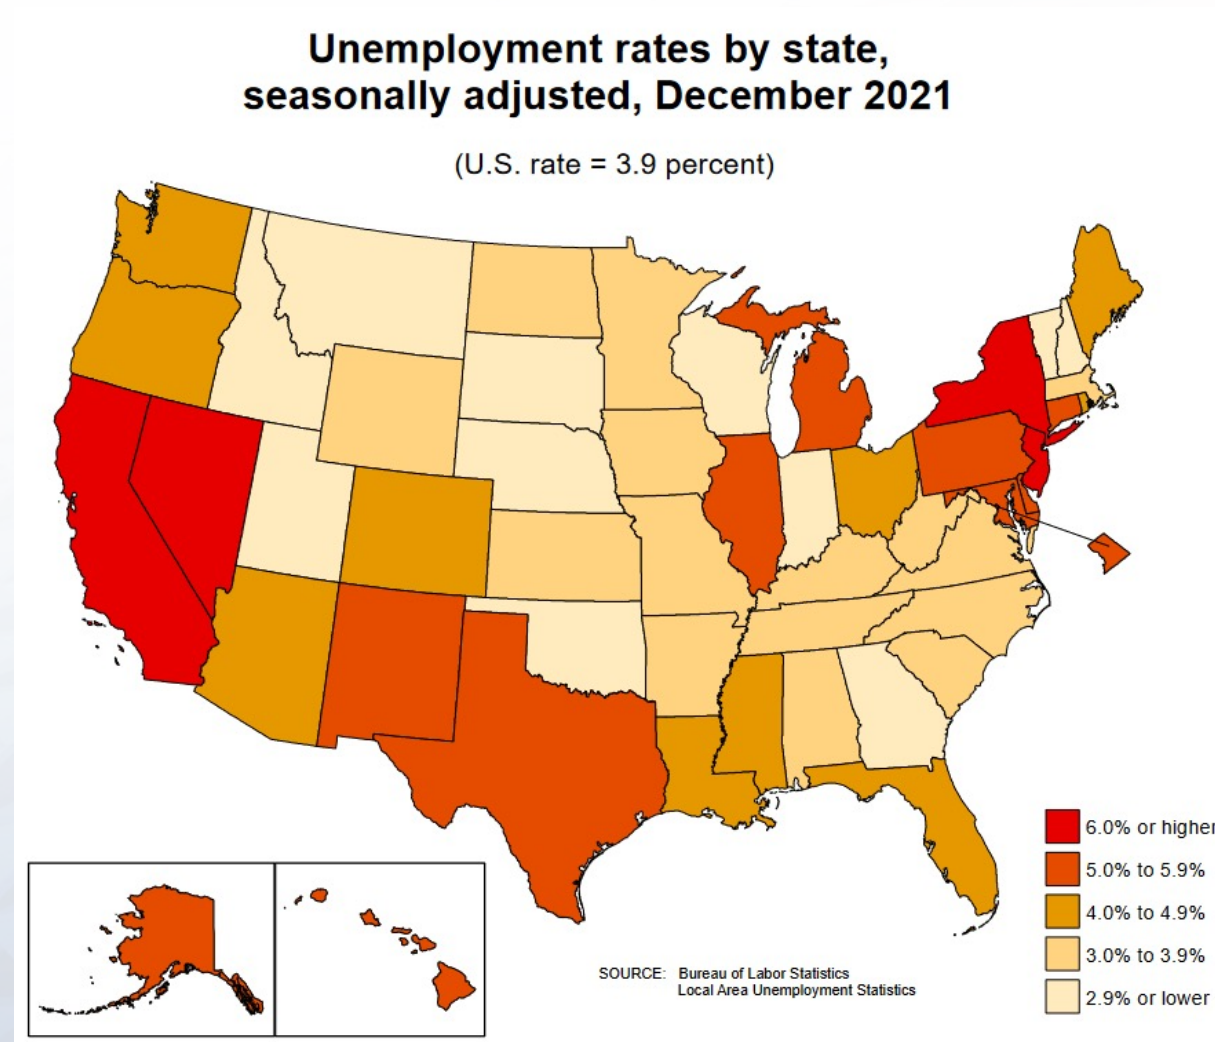 Unemployment rates by state,
seasonally adjusted, December 2021
(U.S. rate = 3.9 percent)
6.0% or higher
5.0% to 5.9%
4.0% to 4.9%
3.0% to 3.9%
2.9% or lower
SOURCE: Bureau of Labor Statistics
Local Area Unemployment Statistics